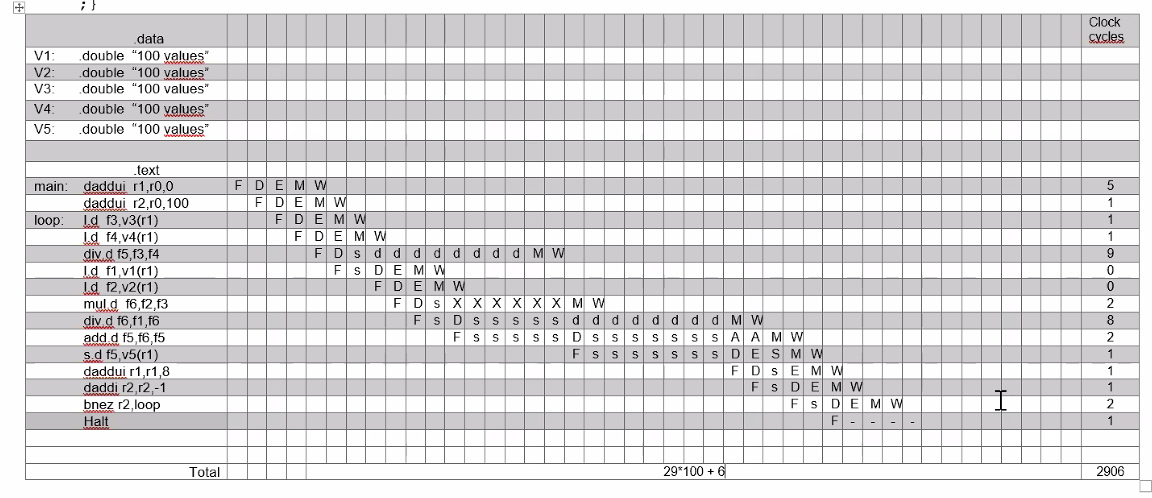 ;}
Clock
.data cycles
V1: .double “100 values”
V2: .double “100 values”
V3: .double “100 values”
V4: .double “100 values”
V5: .double “100 values”
.text
main: daddui r1,r0,0 F D E M W 5
daddui r2,r0,100 F D E M W 1
loop: l.d f3,v3(r1) F D E M W 1
l.d f4,v4(r1) F D E M W 1
div.d f5,f3,f4 F D s d d d d d d d d M W 9
l.d f1,v1(r1) F s D E M W 0
l.d f2,v2(r1) F D E M W 0
mul.d f6,f2,f3 F D s X X X X X X M W 2
div.d f6,f1,f6 F s D s s s s s d d d d d d d d M W 8
add.d f5,f6,f5 F s s s s s D s s s s s s s A A M W 2
s.d f5,v5(r1) F s s s s s s s D E S M W 1
daddui r1,r1,8 F D s E M W 1
daddi r2,r2,-1 F s D E M W 1
bnez r2,loop F s D E M W 2
Halt F - - - - 1
Total 29*100 + 6 2906